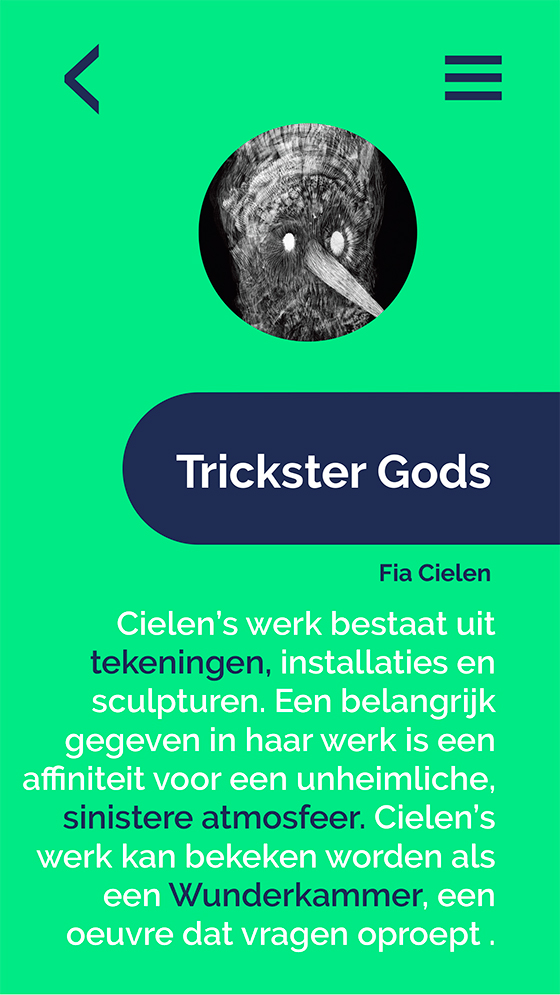 Trickster Gods
Fia Cielen
Cielen’s werk bestaat uit
tekeningen, installaties en
sculpturen. Een belangrijk
gegeven in haar werk is een
affiniteit voor een unheimliche,
sinistere atmosfeer. Cielen’s
werk kan bekeken worden als
een Wunderkammer, een
oeuvre dat vragen oproept .